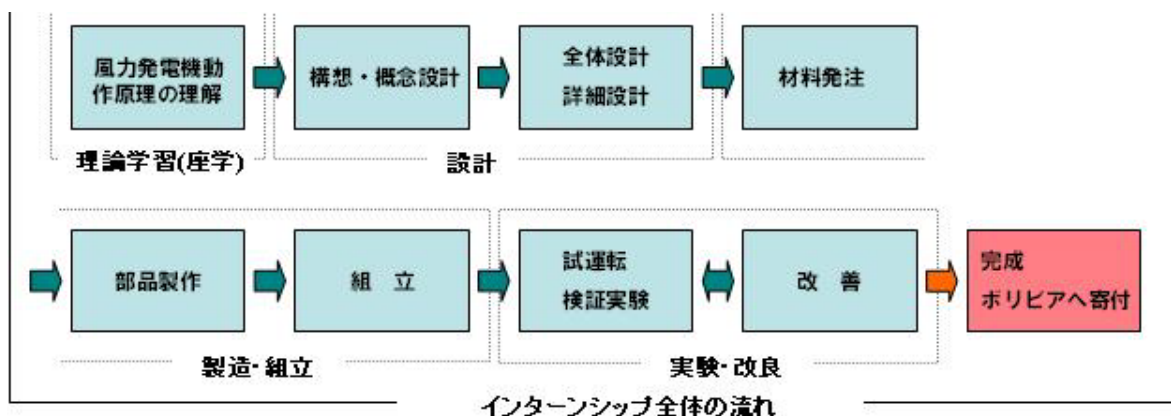 風力発電機動
作原理の理解
構想・概念設計
全体設計
詳細設計
材料発注
理論学習(座学)
設計
部品製作
組 立
試運転
検証実験
改 善
完成
ボリビアへ寄付
製造・組立
実験・改良
インターンシップ全体の流れ